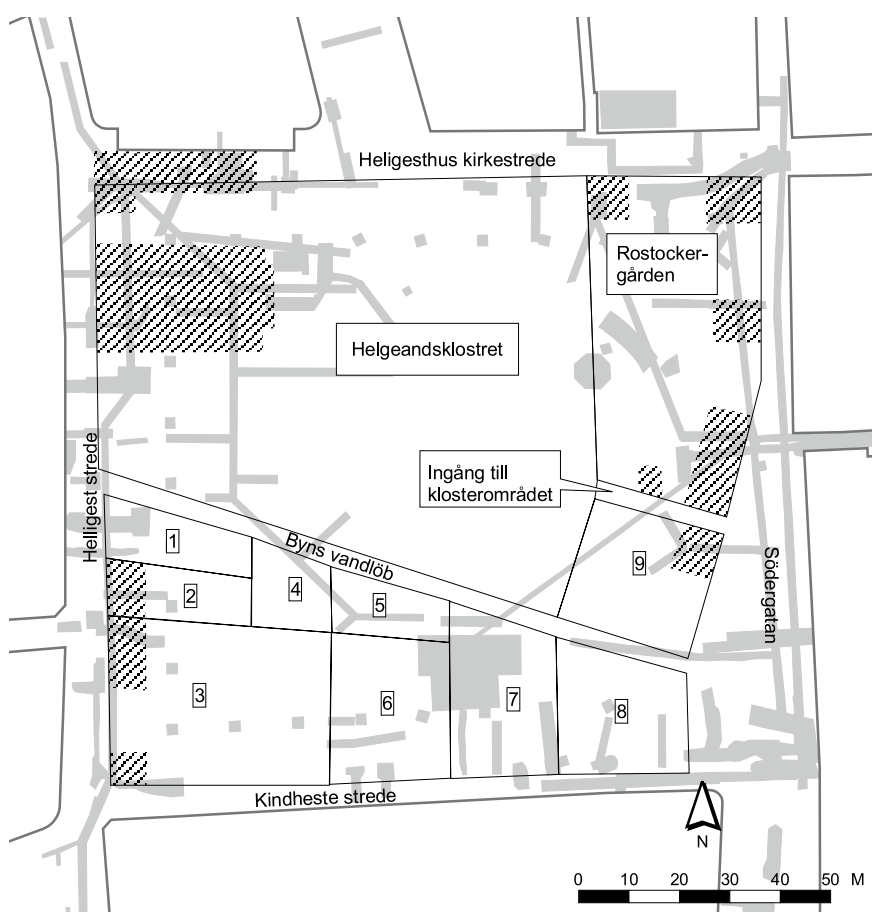 Heligesthus kirkestrede
Rostocker-
gården
Helgeandsklostret
Ingång till
klosterområdet
Helligest strede
Byns vandlöb
Södergatan
1
2
3
4
5
6
7
8
9
Kindheste strede
N
0 10 20 30 40 50 M